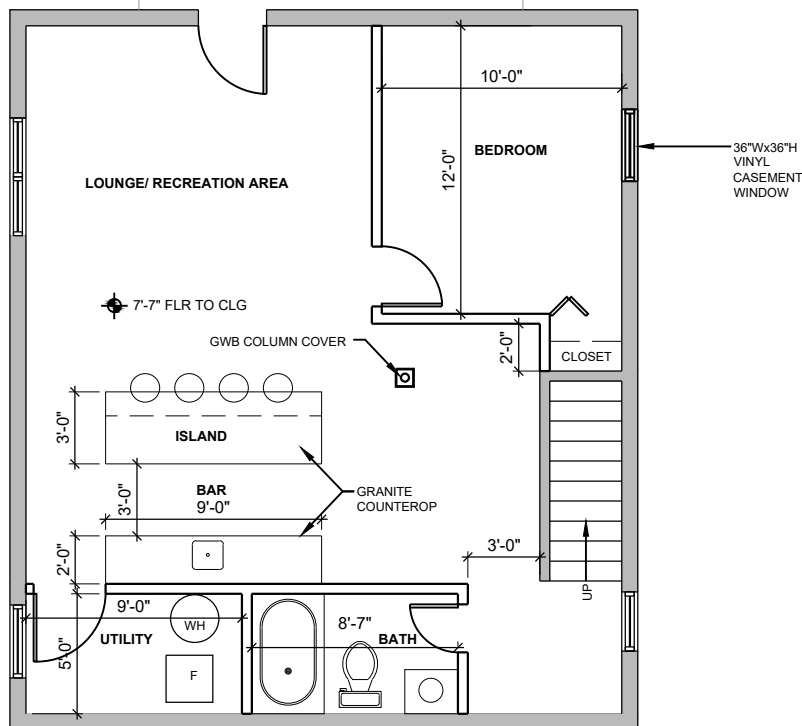 10'-0"
BEDROOM
36"Wx36"H
VINYL
CASEMENT
WINDOW
LOUNGE/ RECREATION AREA
12'-0"
7'-7" FLR TO CLG
GWB COLUMN COVER
2'-0"
CLOSET
3'-0"
ISLAND
BAR
9'-0"
3'-0"
GRANITE
COUNTEROP
2'-0"
3'-0"
UP
9'-0"
WH
UTILITY
5'-0"
F
8'-7"
BATH